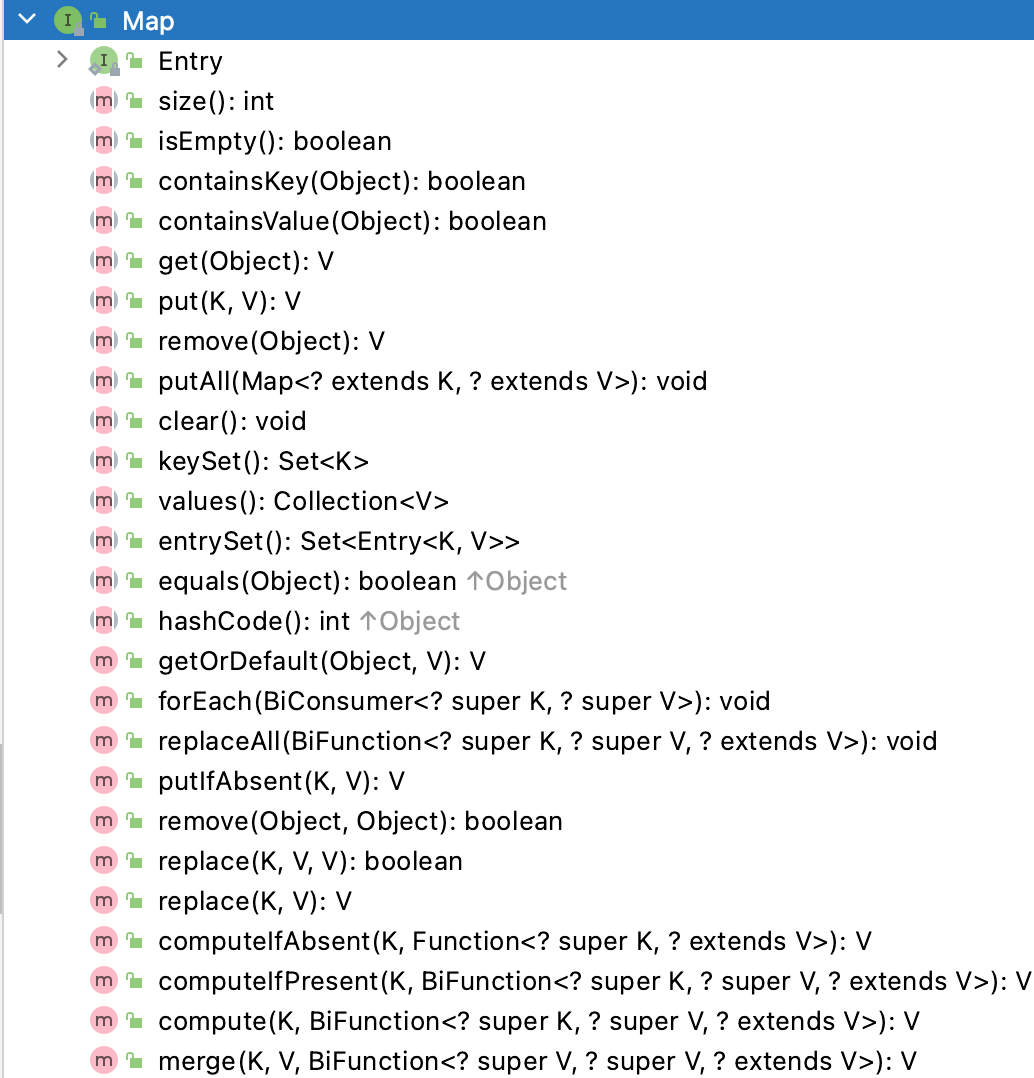 Map
Entry
size(): int
isEmpty(): boolean
containsKey(Object): boolean
containsValue(Object): boolean
get(Object): V
put(K, V): V
remove(Object): V
putAll(Map<? extends K, ? extends V>): void
clear(): void
keySet(): Set<K>
values(): Collection<V>
entrySet(): Set<Entry<K, V>>
equals(Object): boolean ↑Object
hashCode(): int ↑Object
getOrDefault(Object, V): V
forEach(BiConsumer<? super K, ? super V>): void
replaceAll(BiFunction<? super K, ? super V, ? extends V>): void
putIfAbsent(K, V): V
remove(Object, Object): boolean
replace(K, V, V): boolean
replace(K, V): V
computeIfAbsent(K, Function<? super K, ? extends V>): V
computeIfPresent(K, BiFunction<? super K, ? super V, ? extends V>): V
compute(K, BiFunction<? super K, ? super V, ? extends V>): V
merge(K, V, BiFunction<? super V, ? super V, ? extends V>): V